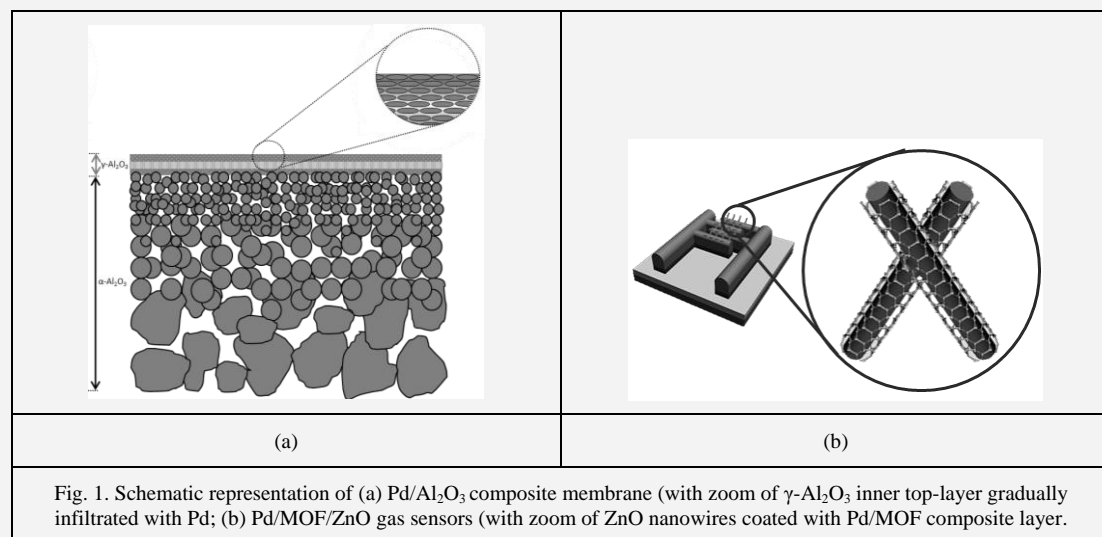 γ-Al₂O₃
α-Al₂O₃
(a)
(b)
Fig. 1. Schematic representation of (a) Pd/Al₂O₃ composite membrane (with zoom of γ-Al₂O₃ inner top-layer gradually
infiltrated with Pd; (b) Pd/MOF/ZnO gas sensors (with zoom of ZnO nanowires coated with Pd/MOF composite layer.